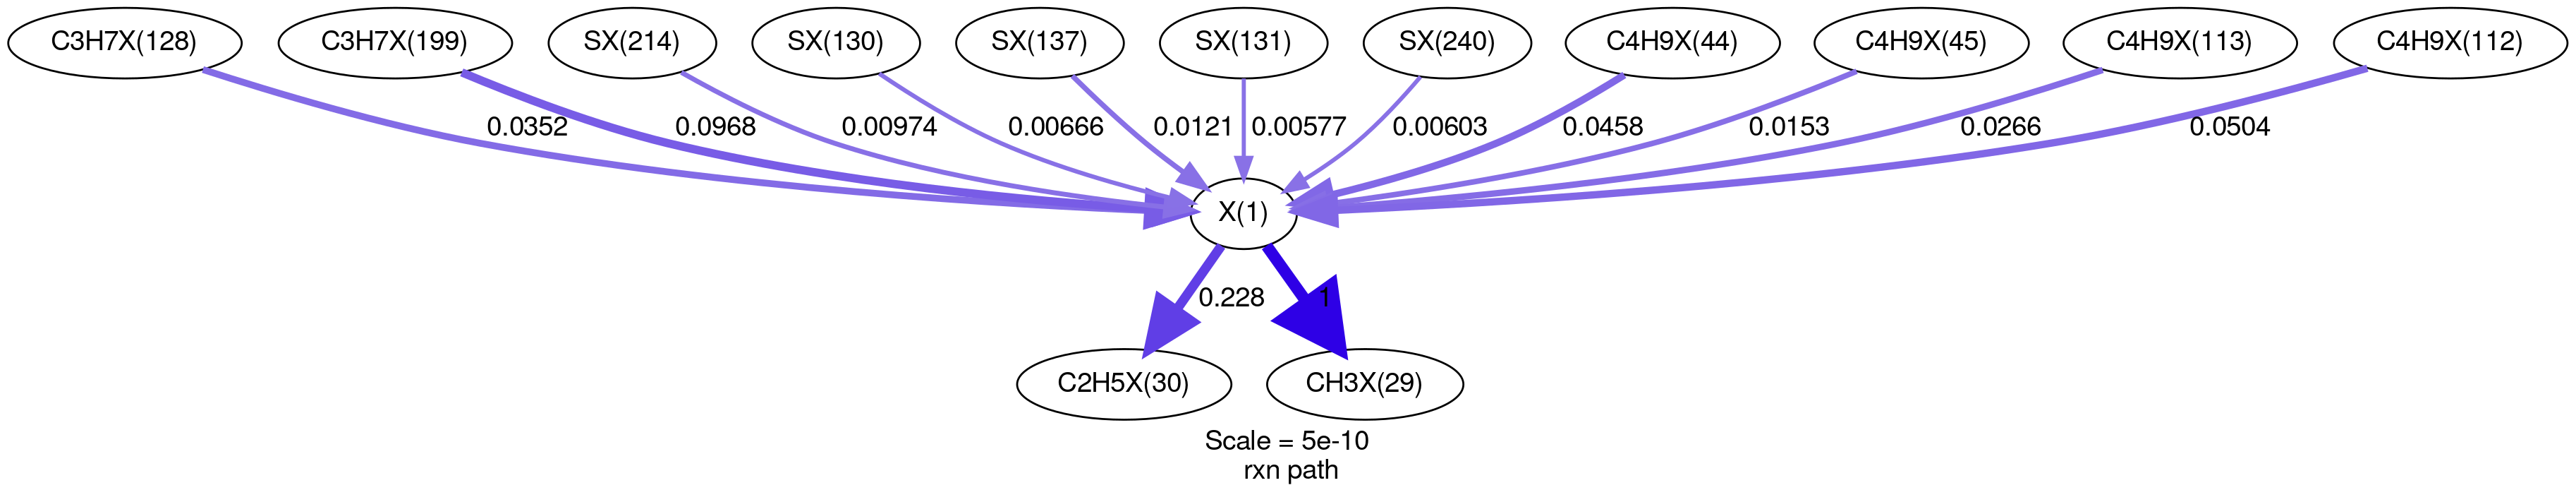 C3H7X(128)
C3H7X(199)
SX(214)
SX(130)
SX(137)
SX(131)
SX(240)
C4H9X(44)
C4H9X(45)
C4H9X(113)
C4H9X(112)
0.0352
0.0968
0.00974
0.00666
0.0121
0.00577
0.00603
0.0458
0.0153
0.0266
0.0504
X(1)
0.228
1
C2H5X(30)
CH3X(29)
Scale = 5e-10
rxn path